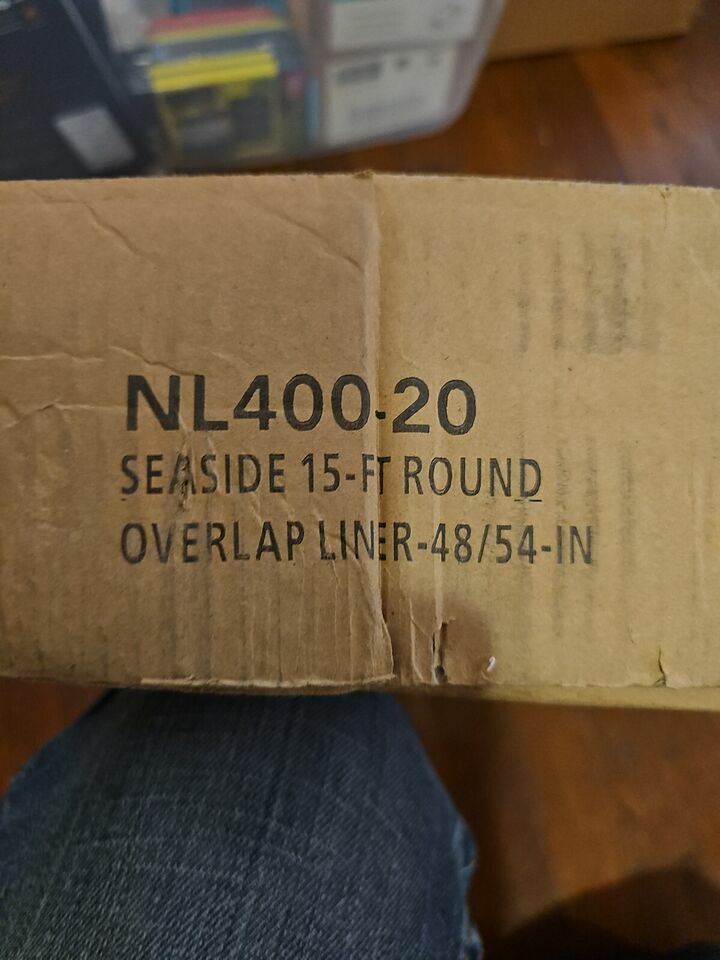 NL400-20
SEASIDE 15-FT ROUND
OVERLAP LINER-48/54-IN